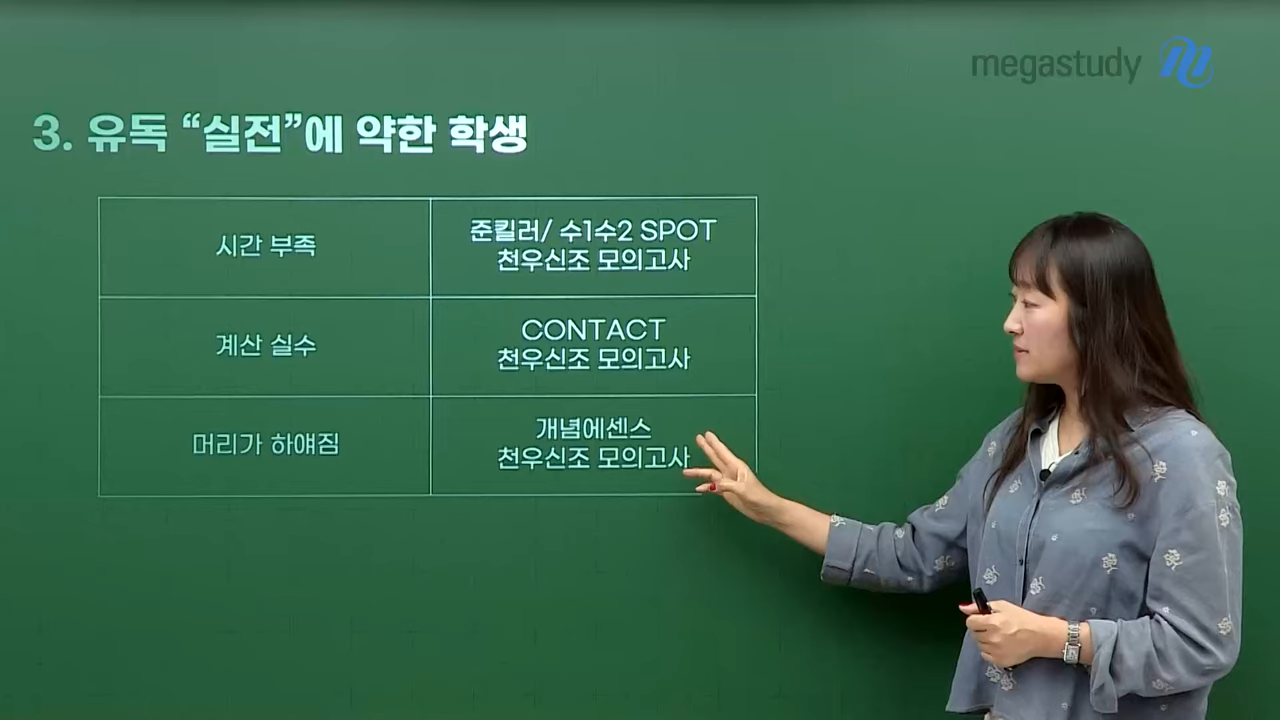 megastudy
3. 유독 “실전”에 약한 학생
시간 부족
준킬러/ 수1수2 SPOT
천우신조 모의고사
계산 실수
CONTACT
천우신조 모의고사
머리가 하얘짐
개념에센스
천우신조 모의고사